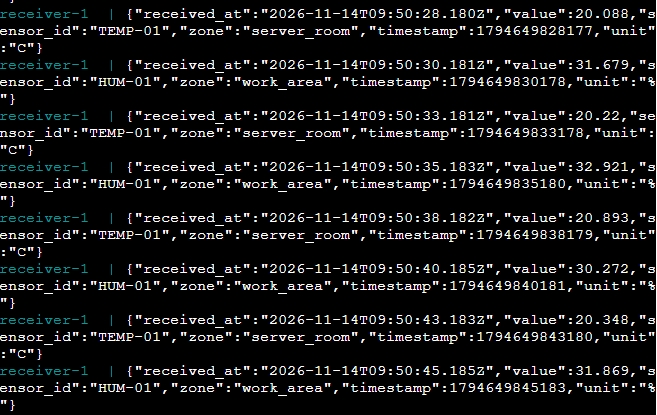 receiver-1  | {"received_at":"2026-11-14T09:50:28.180Z","value":20.088,"s
ensor_id":"TEMP-01","zone":"server_room","timestamp":1794649828177,"unit"
:"C"}
receiver-1  | {"received_at":"2026-11-14T09:50:30.181Z","value":31.679,"s
ensor_id":"HUM-01","zone":"work_area","timestamp":1794649830178,"unit":"%
"}
receiver-1  | {"received_at":"2026-11-14T09:50:33.181Z","value":20.22,"se
nsor_id":"TEMP-01","zone":"server_room","timestamp":1794649833178,"unit":
"C"}
receiver-1  | {"received_at":"2026-11-14T09:50:35.183Z","value":32.921,"s
ensor_id":"HUM-01","zone":"work_area","timestamp":1794649835180,"unit":"%
"}
receiver-1  | {"received_at":"2026-11-14T09:50:38.182Z","value":20.893,"s
ensor_id":"TEMP-01","zone":"server_room","timestamp":1794649838179,"unit"
:"C"}
receiver-1  | {"received_at":"2026-11-14T09:50:40.185Z","value":30.272,"s
ensor_id":"HUM-01","zone":"work_area","timestamp":1794649840181,"unit":"%
"}
receiver-1  | {"received_at":"2026-11-14T09:50:43.183Z","value":20.348,"s
ensor_id":"TEMP-01","zone":"server_room","timestamp":1794649843180,"unit"
:"C"}
receiver-1  | {"received_at":"2026-11-14T09:50:45.185Z","value":31.869,"s
ensor_id":"HUM-01","zone":"work_area","timestamp":1794649845183,"unit":"%
"}